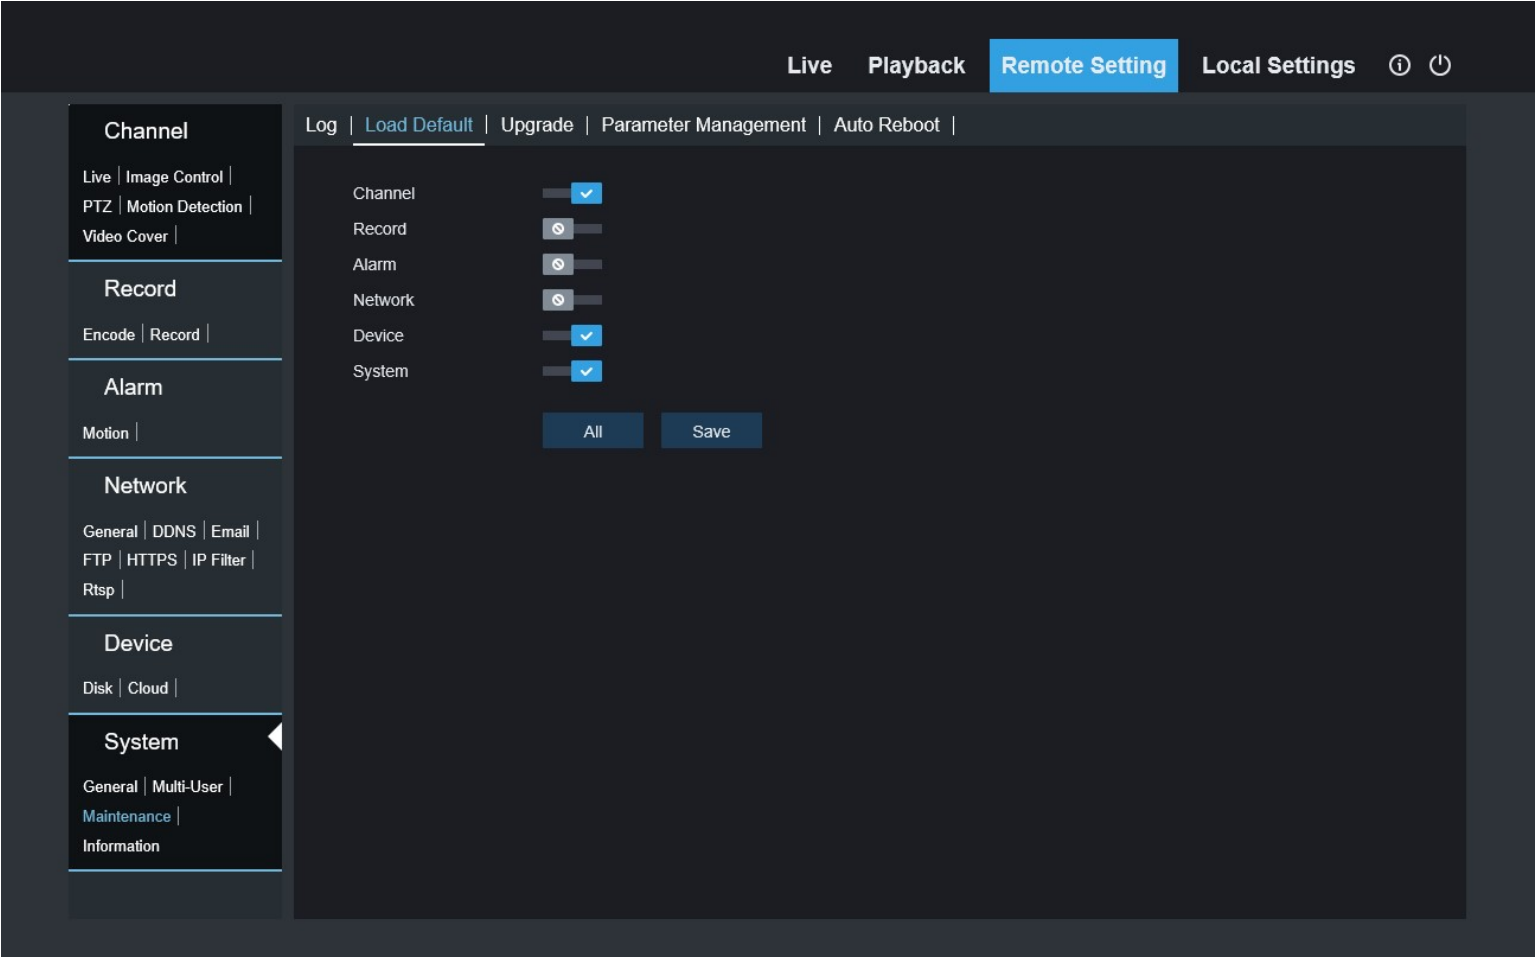 Live Playback Remote Setting Local Settings
Channel
Live | Image Control |
PTZ | Motion Detection |
Video Cover |
Record
Encode | Record |
Alarm
Motion |
Network
General | DDNS | Email |
FTP | HTTPS | IP Filter |
Rtsp |
Device
Disk | Cloud |
System
General | Multi-User |
Maintenance |
Information
Log | Load Default | Upgrade | Parameter Management | Auto Reboot |
Channel
Record
Alarm
Network
Device
System
All Save